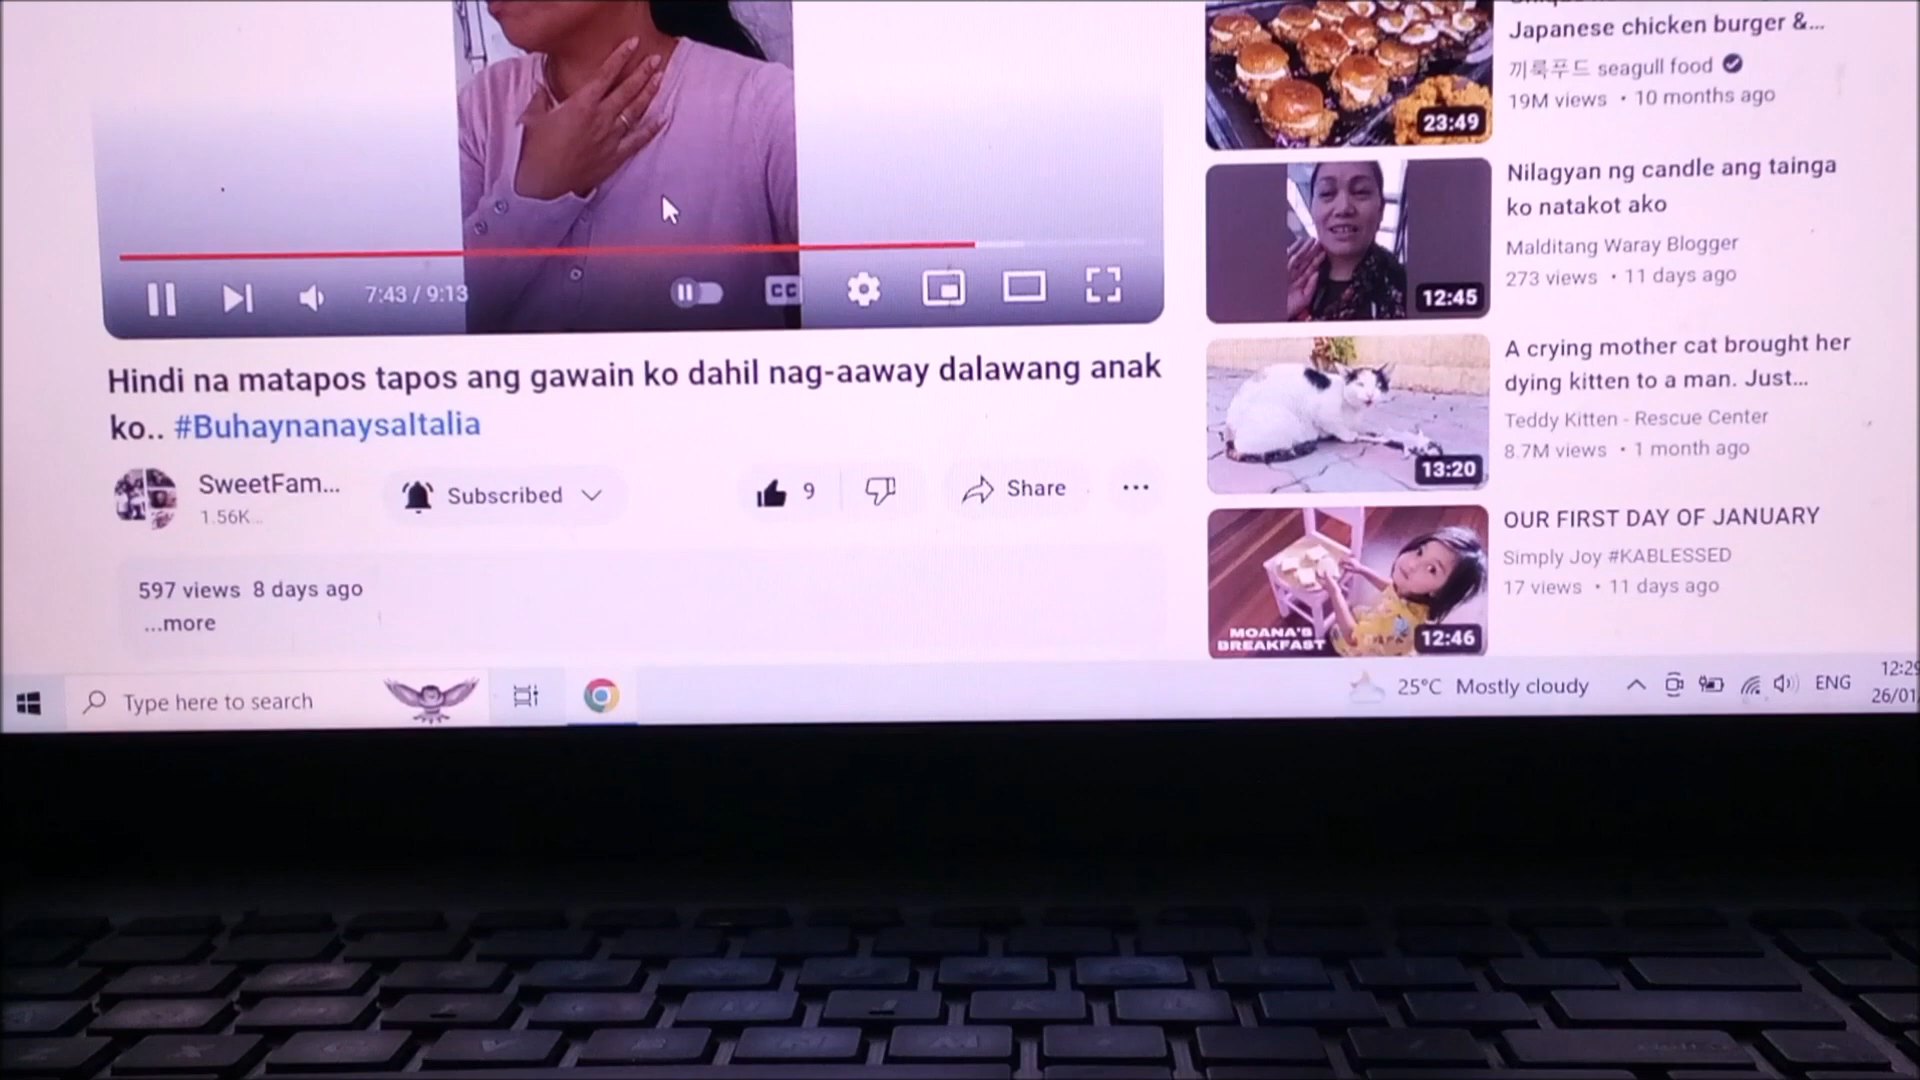 7:43 / 9:13
CC
Hindi na matapos tapos ang gawain ko dahil nag-aaway dalawang anak
ko.. #BuhaynanaysaItalia
SweetFam...
1.56K...
Subscribed
9
Share
597 views 8 days ago
...more
Japanese chicken burger &...
끼룩푸드 seagull food
19M views • 10 months ago
23:49
Nilagyan ng candle ang tainga
ko natakot ako
Malditang Waray Blogger
273 views • 11 days ago
12:45
A crying mother cat brought her
dying kitten to a man. Just...
Teddy Kitten - Rescue Center
8.7M views • 1 month ago
13:20
OUR FIRST DAY OF JANUARY
Simply Joy #KABLESSED
17 views • 11 days ago
MOANA'S
BREAKFAST
12:46
Type here to search
25°C Mostly cloudy
ENG
12:29
26/01